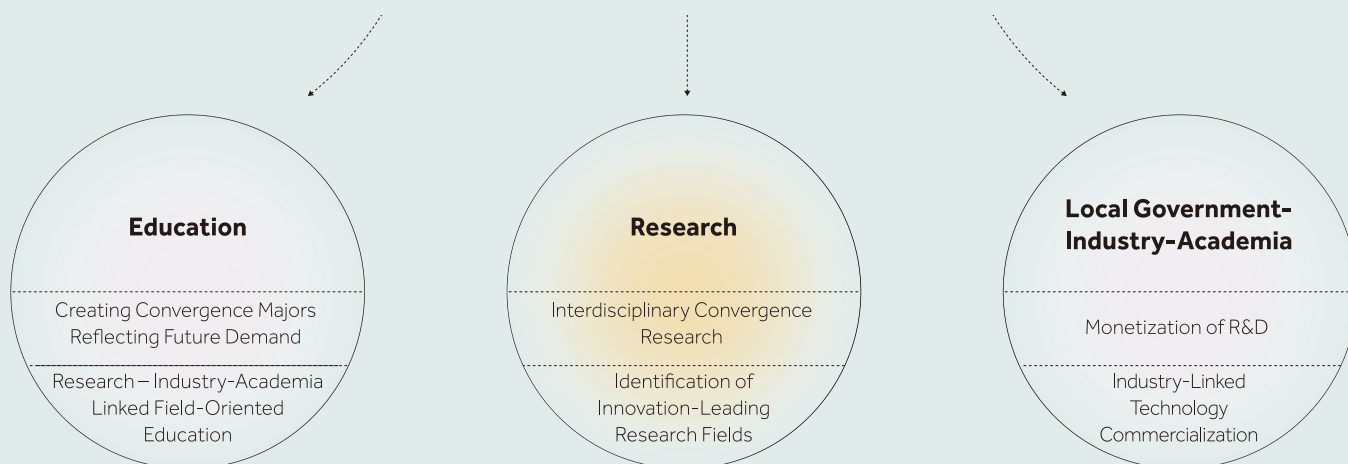 Education
Creating Convergence Majors
Reflecting Future Demand
Research – Industry-Academia
Linked Field-Oriented
Education
Research
Interdisciplinary Convergence
Research
Identification of
Innovation-Leading
Research Fields
Local Government-
Industry-Academia
Monetization of R&D
Industry-Linked
Technology
Commercialization